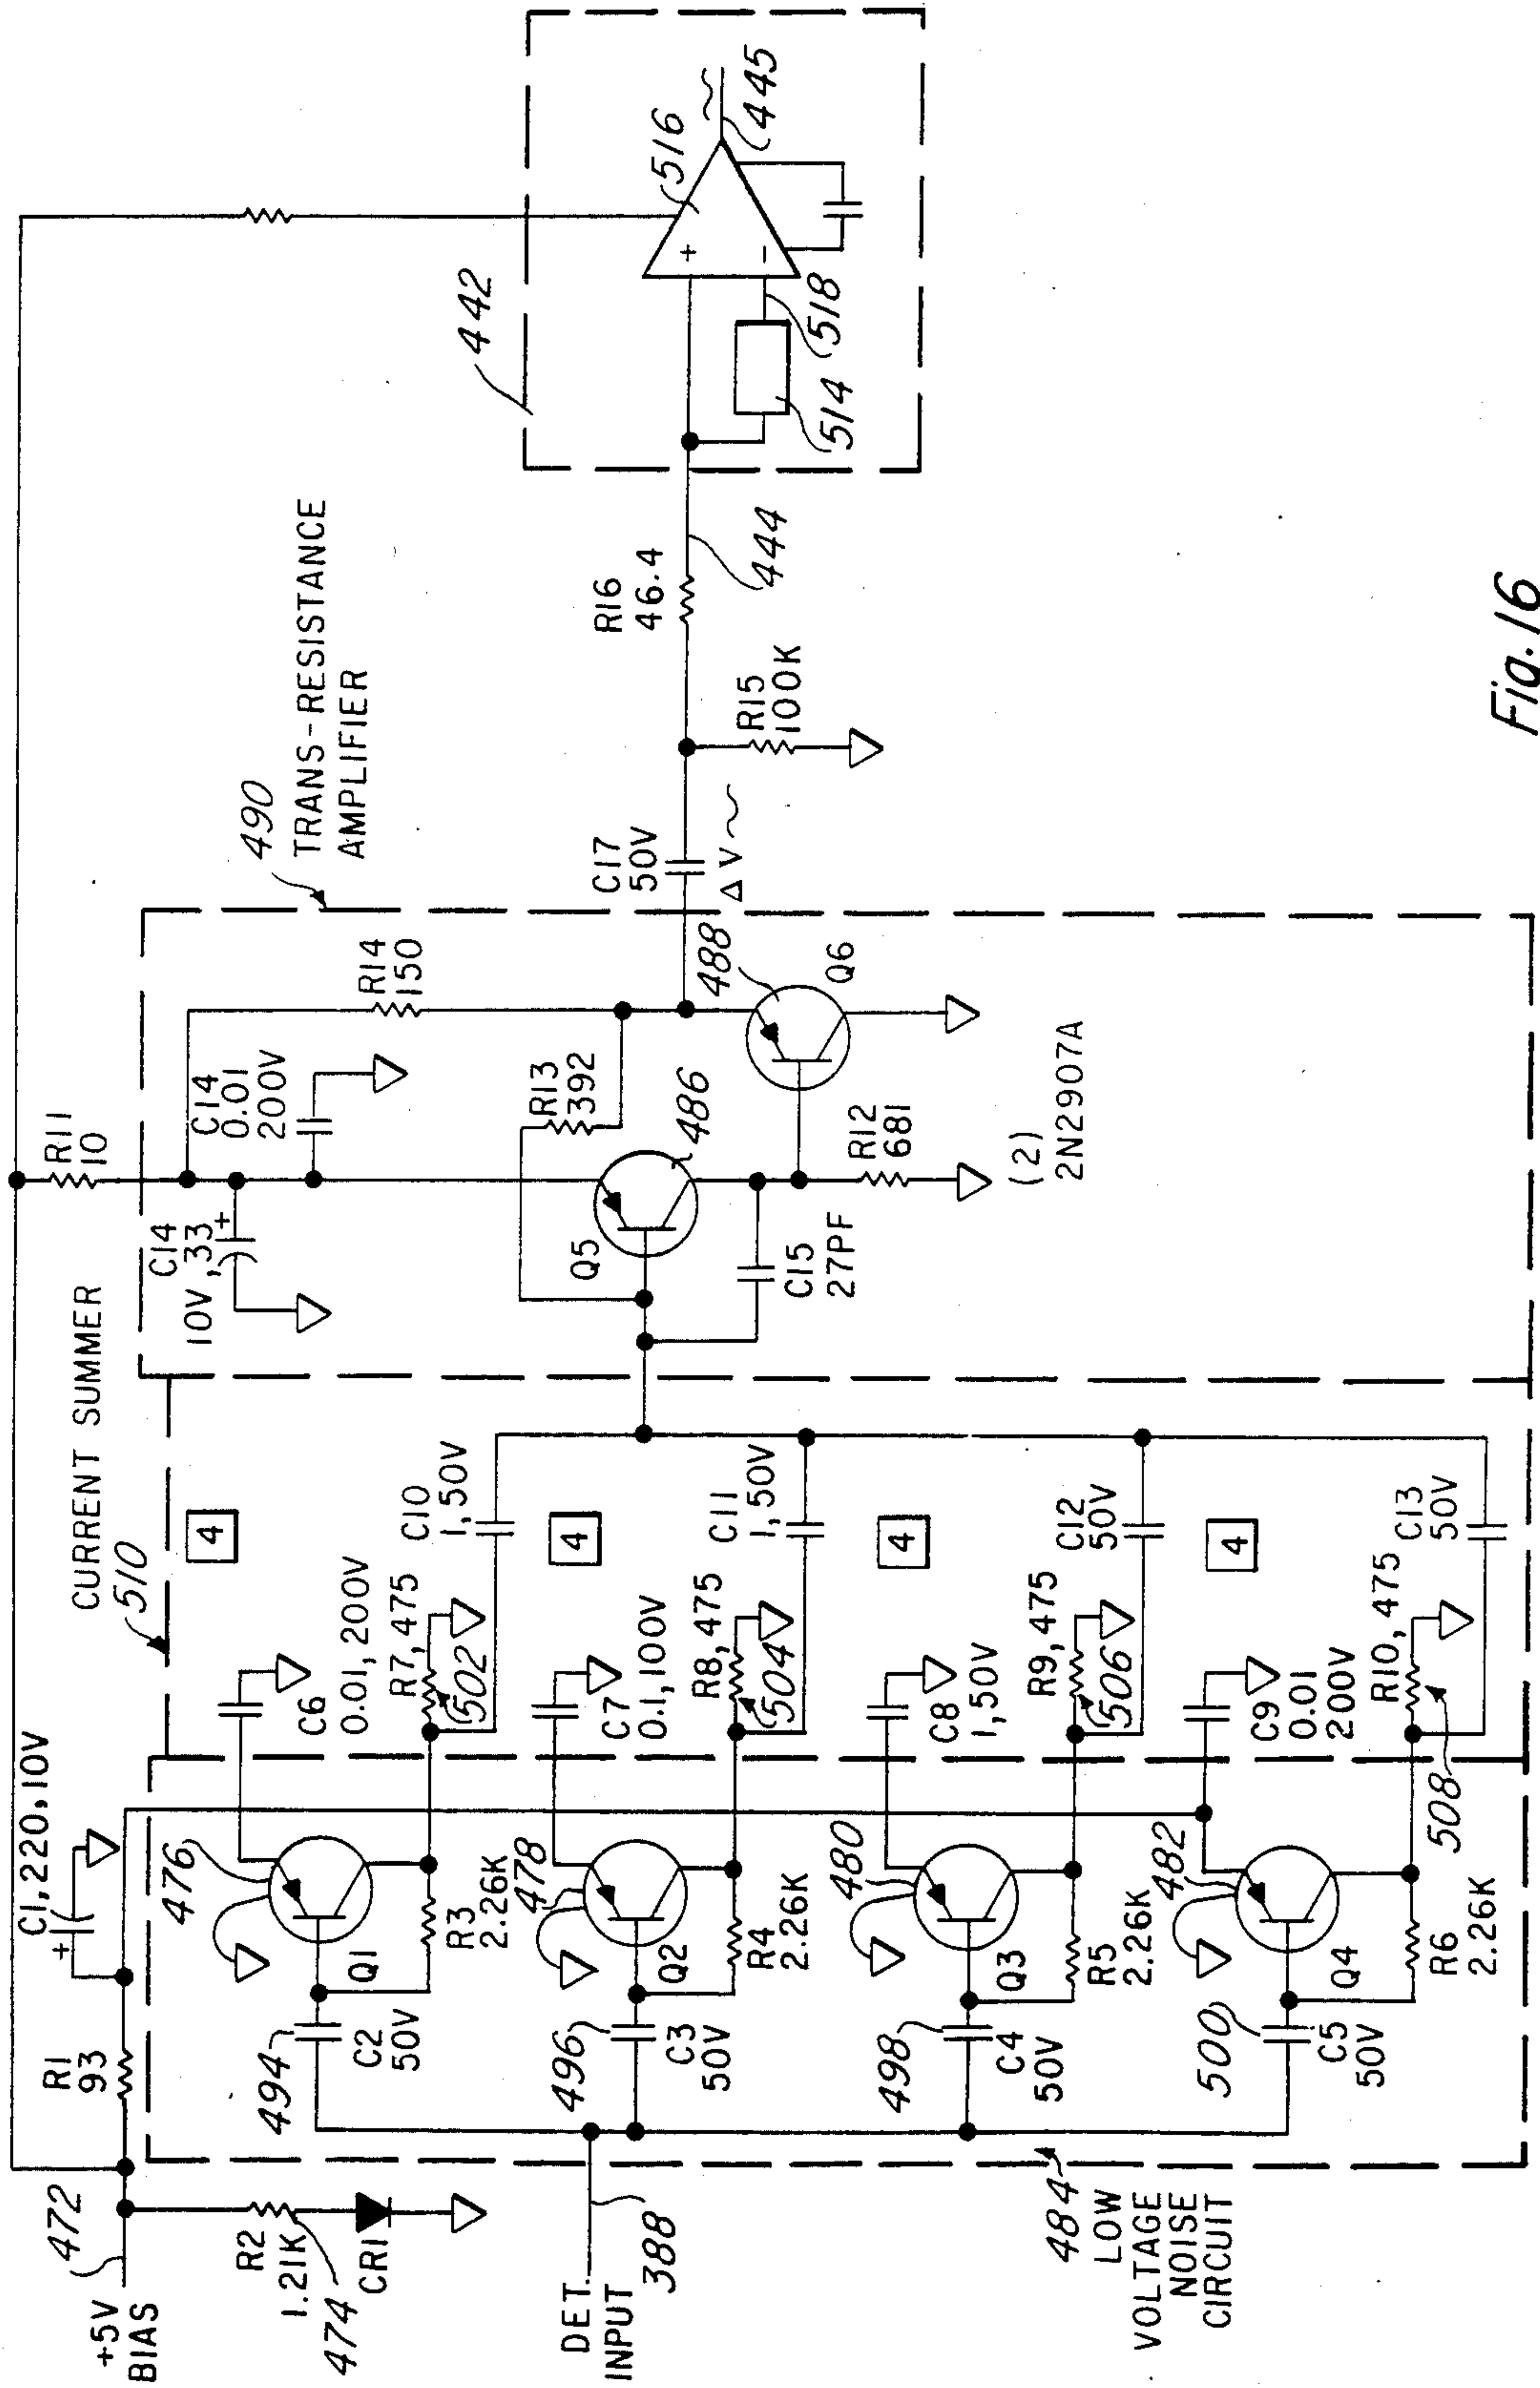 +5V
BIAS
472
R2
1.21K
474
CR1
DET.
INPUT
388
484
LOW
VOLTAGE
NOISE
CIRCUIT
R1
93
C1,220,10V
+
494
C2
50V
Q1
476
R3
2.26K
496
C3
50V
Q2
478
R4
2.26K
498
C4
50V
Q3
480
R5
2.26K
500
C5
50V
Q4
482
R6
2.26K
CURRENT SUMMER
510
C6
0.01, 200V
R7, 475
502
4
C10
1, 50V
C7
0.1, 100V
R8, 475
504
4
C11
1, 50V
C8
1, 50V
R9, 475
506
4
C12
50V
C9
0.01
200V
R10, 475
508
4
C13
50V
490
TRANS-RESISTANCE
AMPLIFIER
R11
10
C14
10V, 33
+
C14
0.01
200V
R14
150
R13
392
Q5
486
C15
27PF
R12
681
488
Q6
(2)
2N2907A
C17
50V
ΔV ~
R15
100K
R16
46.4
444
442
514
518
516
+
−
445
~
Fig. 16